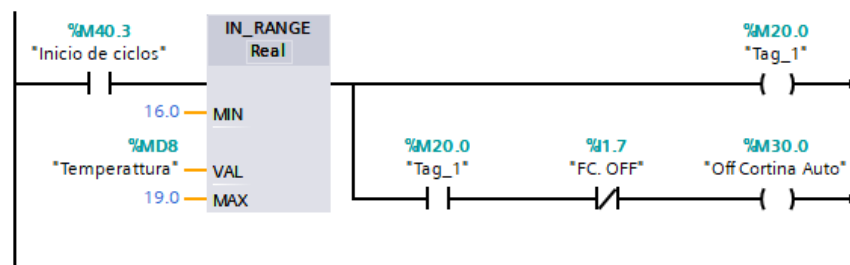 %M40.3
"Inicio de ciclos"
IN_RANGE
Real
16.0
MIN
%MD8
"Temperattura"
VAL
19.0
MAX
%M20.0
"Tag_1"
%M20.0
"Tag_1"
%I1.7
"FC. OFF"
%M30.0
"Off Cortina Auto"